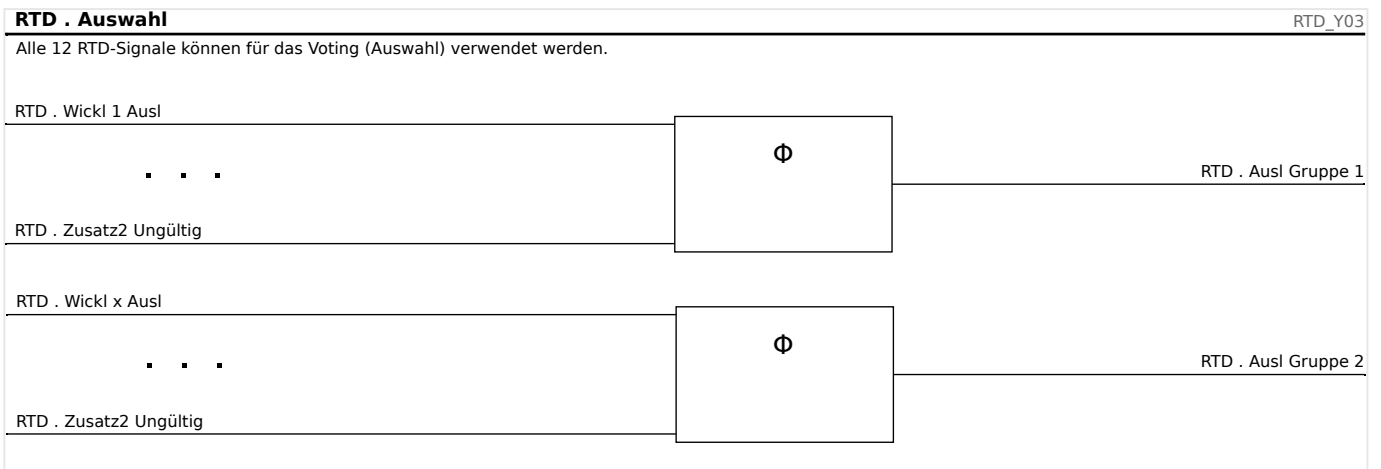 RTD . Auswahl
RTD_Y03
Alle 12 RTD-Signale können für das Voting (Auswahl) verwendet werden.
RTD . Wickl 1 Ausl
Φ
RTD . Ausl Gruppe 1
. . .
RTD . Zusatz2 Ungültig
RTD . Wickl x Ausl
Φ
RTD . Ausl Gruppe 2
. . .
RTD . Zusatz2 Ungültig